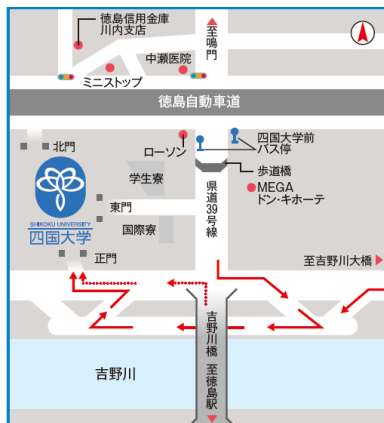 徳島信用金庫
川内支店
至鳴門
中瀬医院
ミニストップ
徳島自動車道
北門
ローソン
四国大学前
バス停
学生寮
歩道橋
MEGA
ドン・キホーテ
東門
県道39号線
国際寮
SHIKOKU UNIVERSITY
四国大学
正門
至吉野川大橋
吉野川橋
吉野川
至徳島駅